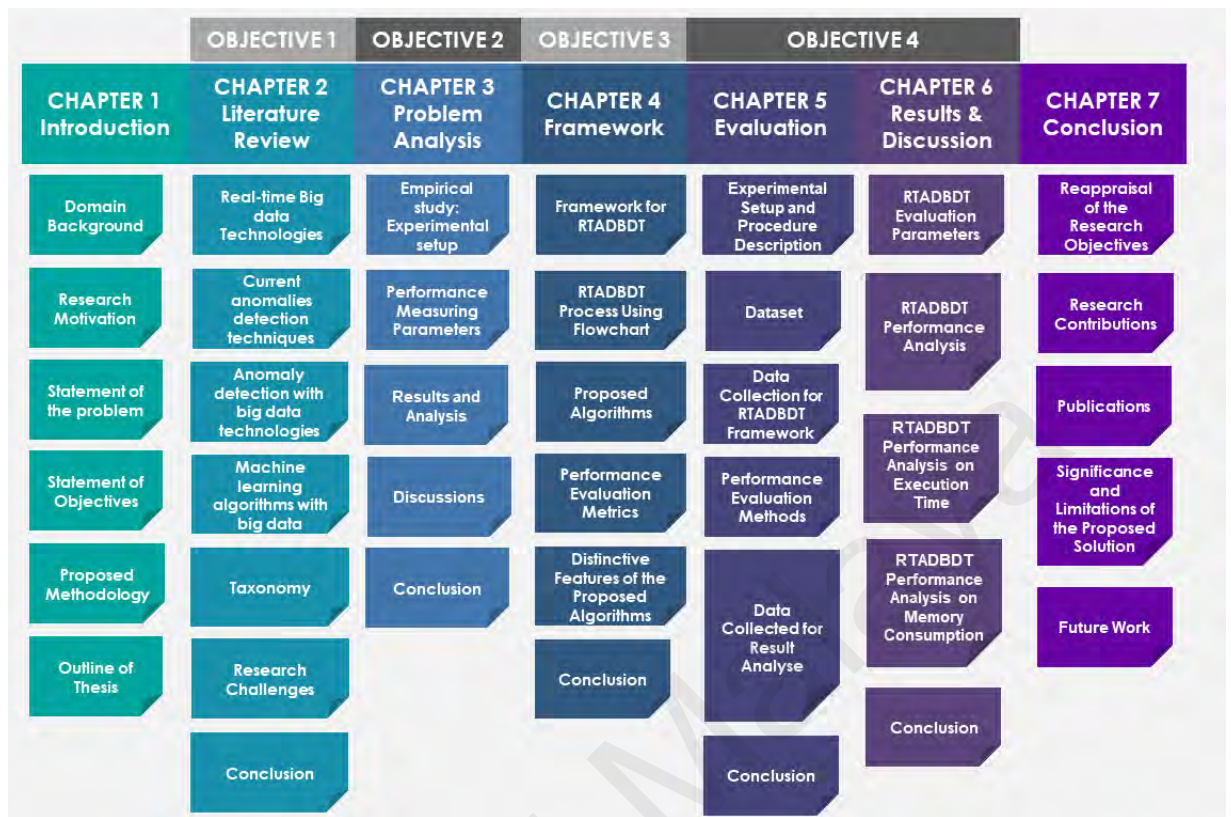 OBJECTIVE 1
OBJECTIVE 2
OBJECTIVE 3
OBJECTIVE 4
CHAPTER 1
Introduction
CHAPTER 2
Literature
Review
CHAPTER 3
Problem
Analysis
CHAPTER 4
Framework
CHAPTER 5
Evaluation
CHAPTER 6
Results &
Discussion
CHAPTER 7
Conclusion
Domain
Background
Research
Motivation
Statement of
the problem
Statement of
Objectives
Proposed
Methodology
Outline of
Thesis
Real-time Big
data
Technologies
Current
anomalies
detection
techniques
Anomaly
detection with
big data
technologies
Machine
learning
algorithms with
big data
Taxonomy
Research
Challenges
Conclusion
Empirical
study:
Experimental
setup
Performance
Measuring
Parameters
Results and
Analysis
Discussions
Conclusion
Framework for
RTADBDT
RTADBDT
Process Using
Flowchart
Proposed
Algorithms
Performance
Evaluation
Metrics
Distinctive
Features of the
Proposed
Algorithms
Conclusion
Experimental
Setup and
Procedure
Description
Dataset
Data
Collection for
RTADBDT
Framework
Performance
Evaluation
Methods
Data
Collected for
Result
Analyse
Conclusion
RTADBDT
Evaluation
Parameters
RTADBDT
Performance
Analysis
RTADBDT
Performance
Analysis on
Execution
Time
RTADBDT
Performance
Analysis on
Memory
Consumption
Conclusion
Reappraisal
of the
Research
Objectives
Research
Contributions
Publications
Significance
and
Limitations of
the Proposed
Solution
Future Work